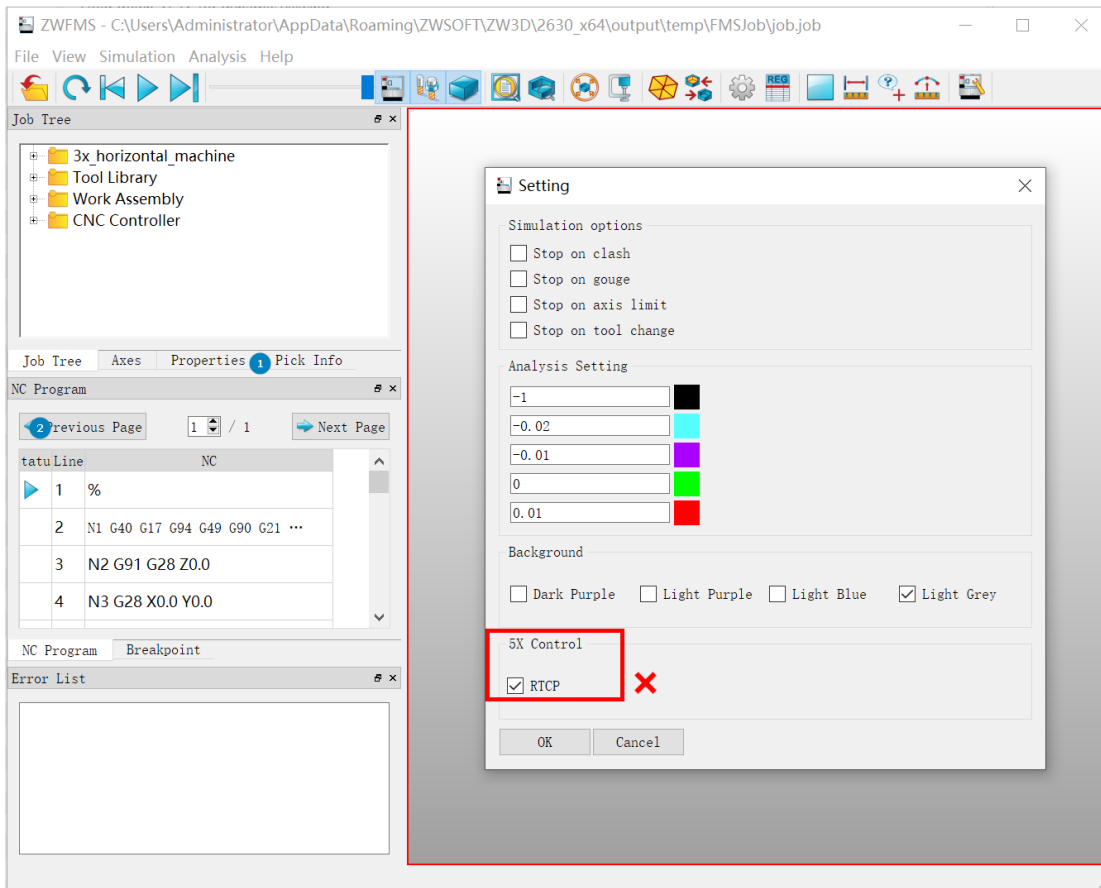 ZWFMS - C:\Users\Administrator\AppData\Roaming\ZWSOFT\ZW3D\2630_x64\output\temp\FMSJob\job.job
File View Simulation Analysis Help
REG
Job Tree
3x_horizontal_machine
Tool Library
Work Assembly
CNC Controller
Job Tree Axes Properties 1 Pick Info
NC Program
2 revious Page 1 / 1 Next Page
tatu Line NC
1 %
2 N1 G40 G17 G94 G49 G90 G21 ···
3 N2 G91 G28 Z0.0
4 N3 G28 X0.0 Y0.0
NC Program Breakpoint
Error List
Setting
Simulation options
Stop on clash
Stop on gouge
Stop on axis limit
Stop on tool change
Analysis Setting
-1
-0.02
-0.01
0
0.01
Background
Dark Purple Light Purple Light Blue Light Grey
5X Control
RTCP
OK Cancel